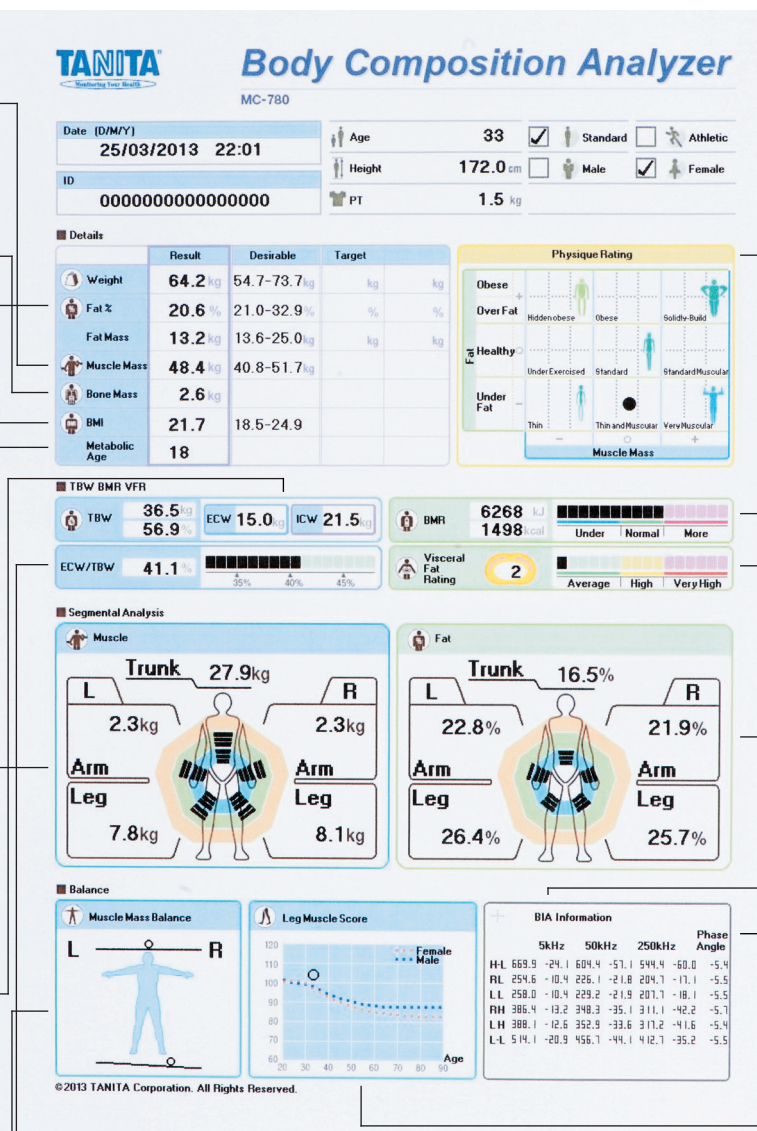 TANITA
Monitoring Your Health
Body Composition Analyzer
MC-780
Date (D/M/Y)
25/03/2013 22:01
ID
0000000000000000
Age 33 Standard Athletic
Height 172.0 cm Male Female
PT 1.5 kg
Details
Result Desirable Target
Weight 64.2 kg 54.7-73.7 kg kg kg
Fat % 20.6 % 21.0-32.9 % % %
Fat Mass 13.2 kg 13.6-25.0 kg kg kg
Muscle Mass 48.4 kg 40.8-51.7 kg
Bone Mass 2.6 kg
BMI 21.7 18.5-24.9
Metabolic Age 18
Physique Rating
Fat
Obese +
Over Fat
Hidden obese Obese Solidly-Build
Healthy
Under Exercised Standard Standard Muscular
Under Fat −
Thin Thin and Muscular Very Muscular
− ○ +
Muscle Mass
TBW BMR VFR
TBW 36.5 kg
56.9 %
ECW 15.0 kg ICW 21.5 kg
ECW/TBW 41.1 %
35% 40% 45%
BMR 6268 kJ
1498 kcal
Under Normal More
Visceral Fat Rating 2
Average High Very High
Segmental Analysis
Muscle
Trunk 27.9kg
L R
2.3kg 2.3kg
Arm Arm
Leg Leg
7.8kg 8.1kg
Fat
Trunk 16.5%
L R
22.8% 21.9%
Arm Arm
Leg Leg
26.4% 25.7%
Balance
Muscle Mass Balance
L R
Leg Muscle Score
120
110
100
90
80
70
60
Female
Male
Age
20 30 40 50 60 70 80 90
BIA Information
5kHz 50kHz 250kHz Phase Angle
H-L 669.9 -24.1 604.4 -57.1 544.4 -60.0 -5.4
RL 254.6 -10.4 226.1 -21.8 204.7 -17.1 -5.5
LL 258.0 -10.4 229.2 -21.9 207.7 -18.1 -5.5
RH 386.4 -13.2 348.3 -35.1 311.1 -42.2 -5.7
LH 388.1 -12.6 352.9 -33.6 317.2 -41.6 -5.4
L-L 514.1 -20.9 456.7 -44.1 412.7 -35.2 -5.5
©2013 TANITA Corporation. All Rights Reserved.